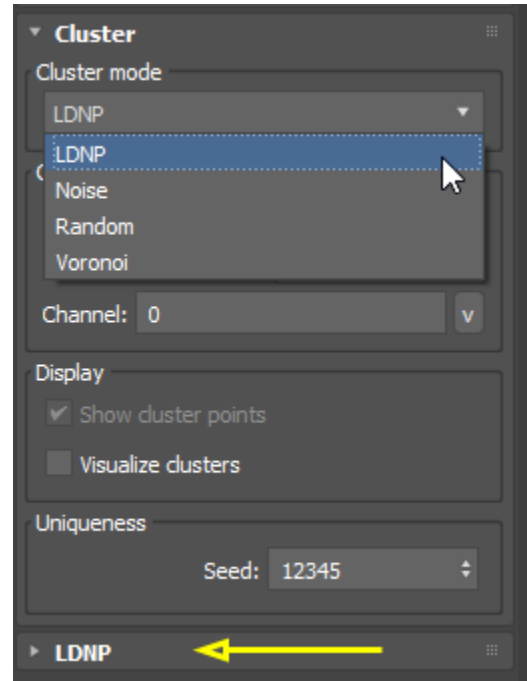 Cluster
Cluster mode
LDNP
LDNP
Noise
Random
Voronoi
Channel: 0 v
Display
Show cluster points
Visualize clusters
Uniqueness
Seed: 12345
LDNP